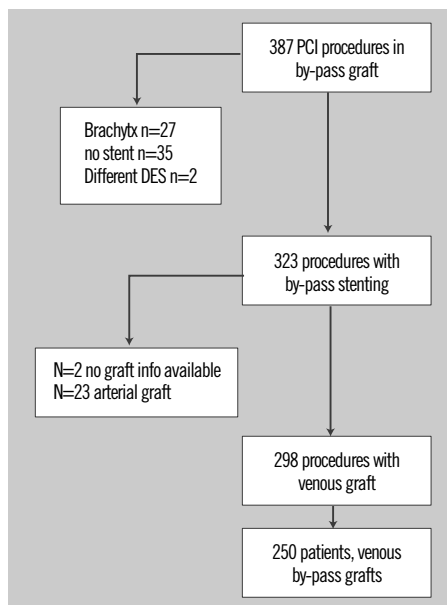 387 PCI procedures in
by-pass graft
Brachytx n=27
no stent n=35
Different DES n=2
323 procedures with
by-pass stenting
N=2 no graft info available
N=23 arterial graft
298 procedures with
venous graft
250 patients, venous
by-pass grafts